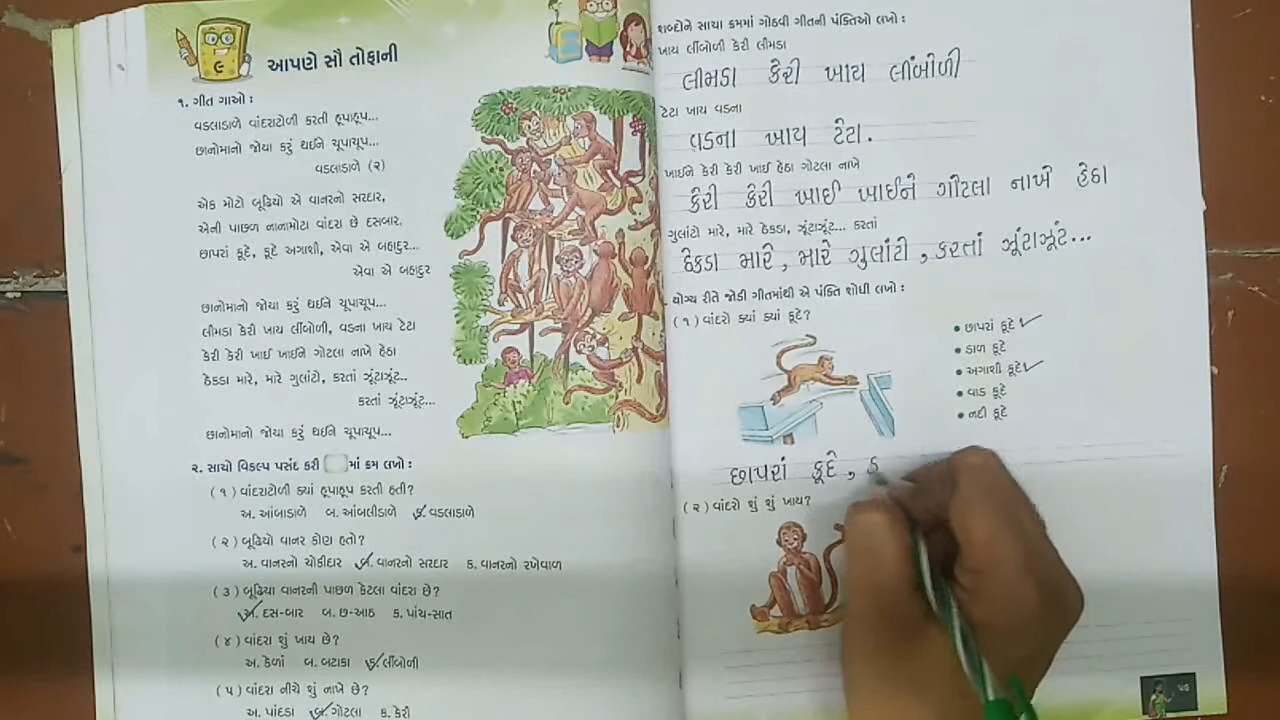 ૯
આપણે સૌ તોફાની
૧. ગીત ગાઓ :
વડલાડાળે વાંદરાટોળી કરતી હૂપાહૂપ...
છાનોમાનો જોયા કરું થઈને ચૂપાચૂપ...
વડલાડાળે (૨)
એક મોટો બૂઢિયો એ વાનરનો સરદાર,
એની પાછળ નાનામોટા વાંદરા છે દસબાર,
છાપરાં કૂદે, કૂદે અગાશી, એવા એ બહાદુર...
એવા એ બહાદુર
છાનોમાનો જોયા કરું થઈને ચૂપાચૂપ...
લીમડા કેરી ખાય લીંબોળી, વડના ખાય ટેટા
કેરી કેરી ખાઈ ખાઈને ગોટલા નાખે હેઠા
ઠેકડા મારે, મારે ગુલાંટો, કરતાં ઝૂંટાઝૂંટ..
કરતાં ઝૂંટાઝૂંટ...
છાનોમાનો જોયા કરું થઈને ચૂપાચૂપ...
૨. સાચો વિકલ્પ પસંદ કરી માં ક્રમ લખો :
(૧) વાંદરાટોળી ક્યાં હૂપાહૂપ કરતી હતી?
અ. આંબાડાળે બ. આંબલીડાળે ક. વડલાડાળે
(૨) બૂઢિયો વાનર કોણ હતો?
અ. વાનરનો ચોકીદાર બ. વાનરનો સરદાર ક. વાનરનો રખેવાળ
(૩) બૂઢિયા વાનરની પાછળ કેટલા વાંદરા છે?
અ. દસ-બાર બ. છ-આઠ ક. પાંચ-સાત
(૪) વાંદરા શું ખાય છે?
અ. કેળાં બ. બટાકા ક. લીંબોળી
(૫) વાંદરા નીચે શું નાખે છે?
અ. પાંદડા બ. ગોટલા ક. કેરી
શબ્દોને સાચા ક્રમમાં ગોઠવી ગીતની પંક્તિઓ લખો :
ખાય લીંબોળી કેરી લીમડા
લીમડા કેરી ખાય લીંબોળી
ટેટા ખાય વડના
વડના ખાય ટેટા.
ખાઈને કેરી કેરી ખાઈ હેઠા ગોટલા નાખે
કેરી કેરી ખાઈ ખાઈને ગોટલા નાખે હેઠા
ગુલાંટો મારે, મારે ઠેકડા, ઝૂંટાઝૂંટ... કરતાં
ઠેકડા મારે, મારે ગુલાંટી, કરતાં ઝૂંટાઝૂંટ...
યોગ્ય રીતે જોડી ગીતમાંથી એ પંક્તિ શોધી લખો :
(૧) વાંદરો ક્યાં ક્યાં કૂદે?
• છાપરાં કૂદે
• ડાળ કૂદે
• અગાશી કૂદે
• વાડ કૂદે
• નદી કૂદે
છાપરાં કૂદે, ક
(૨) વાંદરો શું શું ખાય?